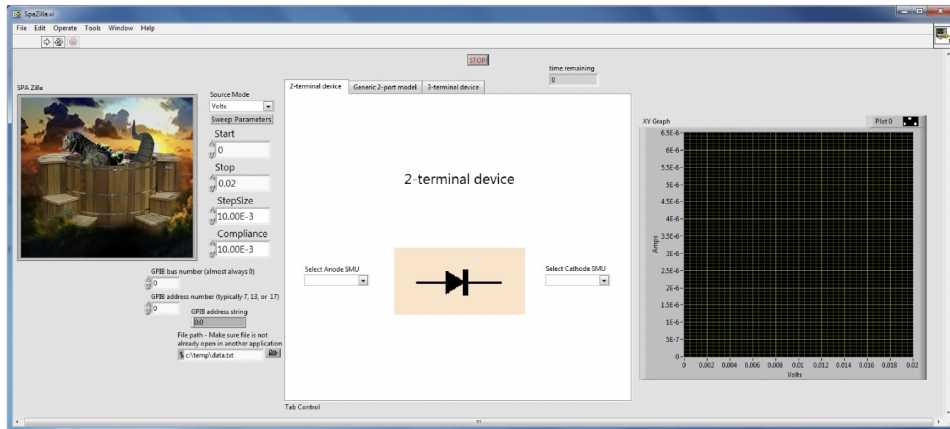 SpaZilla.vi
File Edit Operate Tools Window Help
STOP
time remaining
0
SPA Zilla
Source Mode
Volts
Sweep Parameters
Start
0
Stop
0.02
StepSize
10.00E-3
Compliance
10.00E-3
GPIB bus number (almost always 0)
0
GPIB address number (typically 7, 13, or 17)
0
GPIB address string
0:0
File path - Make sure file is not
already open in another application
c:\temp\data.txt
2-terminal device Generic 2-port model 3-terminal device
2-terminal device
Select Anode SMU
Select Cathode SMU
Tab Control
XY Graph
Plot 0
6.5E-6
6E-6
5.5E-6
5E-6
4.5E-6
4E-6
3.5E-6
3E-6
2.5E-6
2E-6
1.5E-6
1E-6
5E-7
0
Amps
0 0.002 0.004 0.006 0.008 0.01 0.012 0.014 0.016 0.018 0.02
Volts